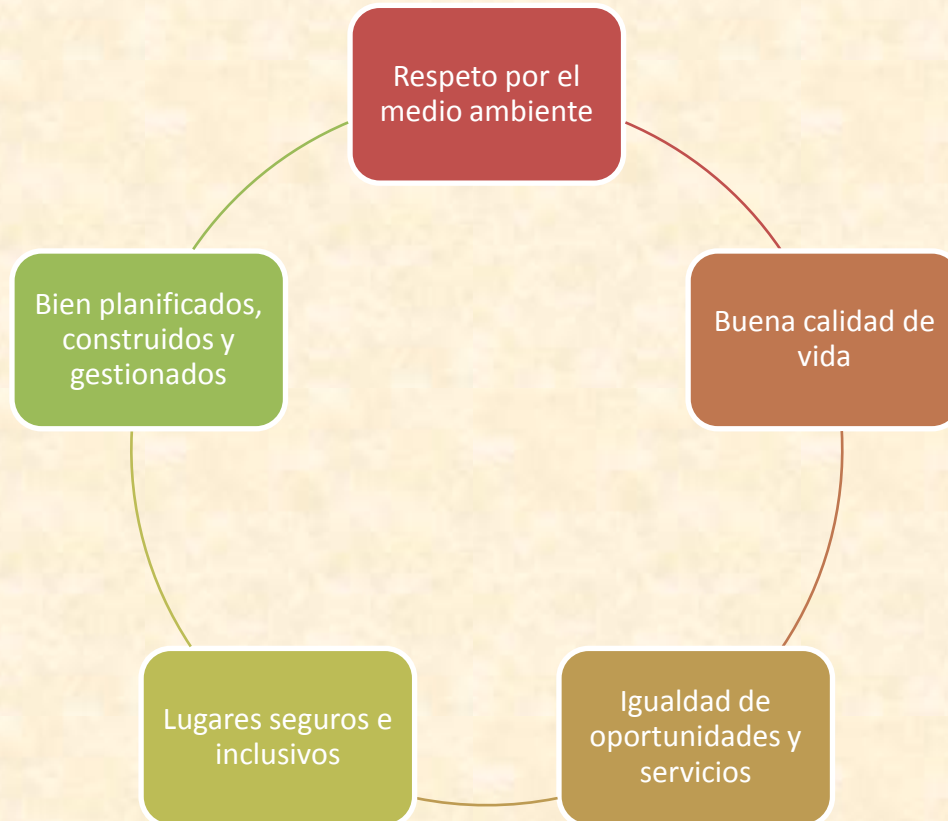 Respeto por el
medio ambiente
Buena calidad de
vida
Igualdad de
oportunidades y
servicios
Lugares seguros e
inclusivos
Bien planificados,
construidos y
gestionados